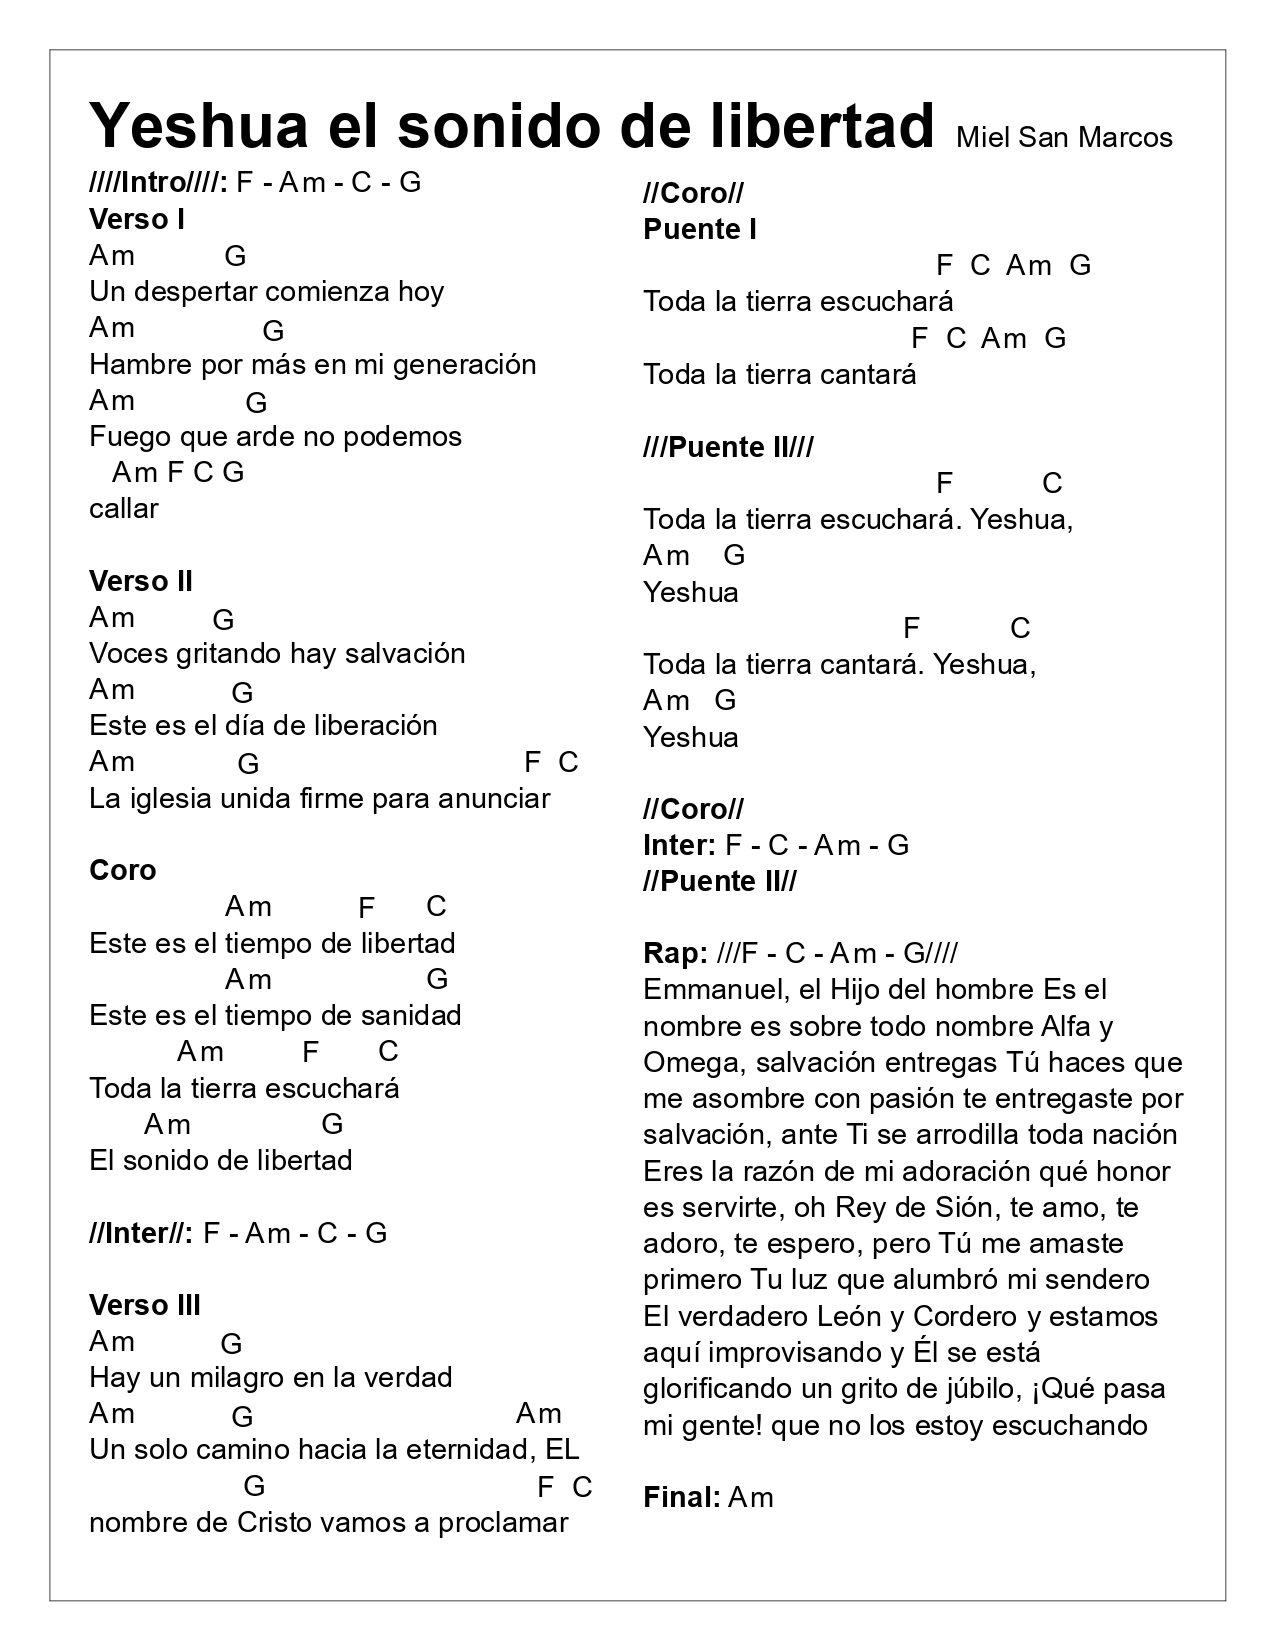 Yeshua el sonido de libertad Miel San Marcos
////Intro////: F - Am - C - G
Verso I
Am G
Un despertar comienza hoy
Am G
Hambre por más en mi generación
Am G
Fuego que arde no podemos
Am F C G
callar
Verso II
Am G
Voces gritando hay salvación
Am G
Este es el día de liberación
Am G F C
La iglesia unida firme para anunciar
Coro
Am F C
Este es el tiempo de libertad
Am G
Este es el tiempo de sanidad
Am F C
Toda la tierra escuchará
Am G
El sonido de libertad
//Inter//: F - Am - C - G
Verso III
Am G
Hay un milagro en la verdad
Am G Am
Un solo camino hacia la eternidad, EL
G F C
nombre de Cristo vamos a proclamar
//Coro//
Puente I
F C Am G
Toda la tierra escuchará
F C Am G
Toda la tierra cantará
///Puente II///
F C
Toda la tierra escuchará. Yeshua,
Am G
Yeshua
F C
Toda la tierra cantará. Yeshua,
Am G
Yeshua
//Coro//
Inter: F - C - Am - G
//Puente II//
Rap: ///F - C - Am - G////
Emmanuel, el Hijo del hombre Es el
nombre es sobre todo nombre Alfa y
Omega, salvación entregas Tú haces que
me asombre con pasión te entregaste por
salvación, ante Ti se arrodilla toda nación
Eres la razón de mi adoración qué honor
es servirte, oh Rey de Sión, te amo, te
adoro, te espero, pero Tú me amaste
primero Tu luz que alumbró mi sendero
El verdadero León y Cordero y estamos
aquí improvisando y Él se está
glorificando un grito de júbilo, ¡Qué pasa
mi gente! que no los estoy escuchando
Final: Am